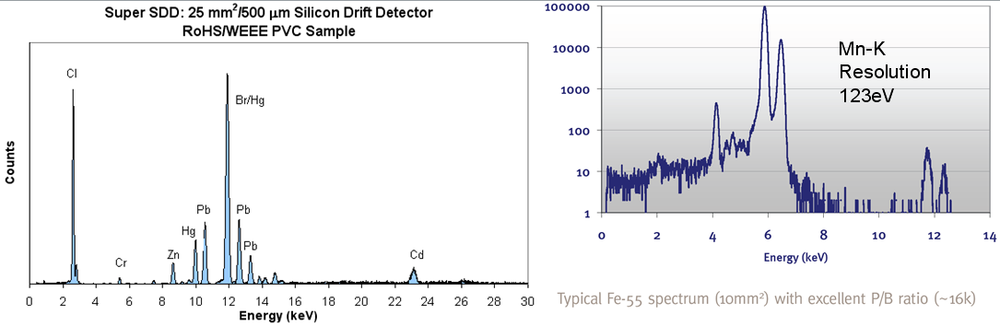 Super SDD: 25 mm²/500 µm Silicon Drift Detector
RoHS/WEEE PVC Sample
Counts
Cl
Cr
Zn
Hg
Pb
Br/Hg
Pb
Pb
Cd
0 2 4 6 8 10 12 14 16 18 20 22 24 26 28 30
Energy (keV)
100000
10000
1000
100
10
1
Mn-K
Resolution
123eV
0 2 4 6 8 10 12 14
Energy (keV)
Typical Fe-55 spectrum (10mm²) with excellent P/B ratio (~16k)